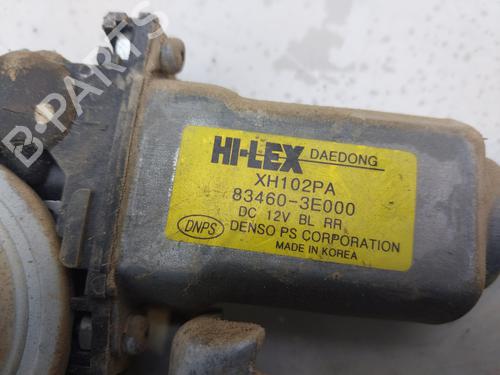 HI-LEX DAEDONG
XH102PA
83460-3E000
DC 12V BL RR
DNPS DENSO PS CORPORATION
MADE IN KOREA
B-PARTS